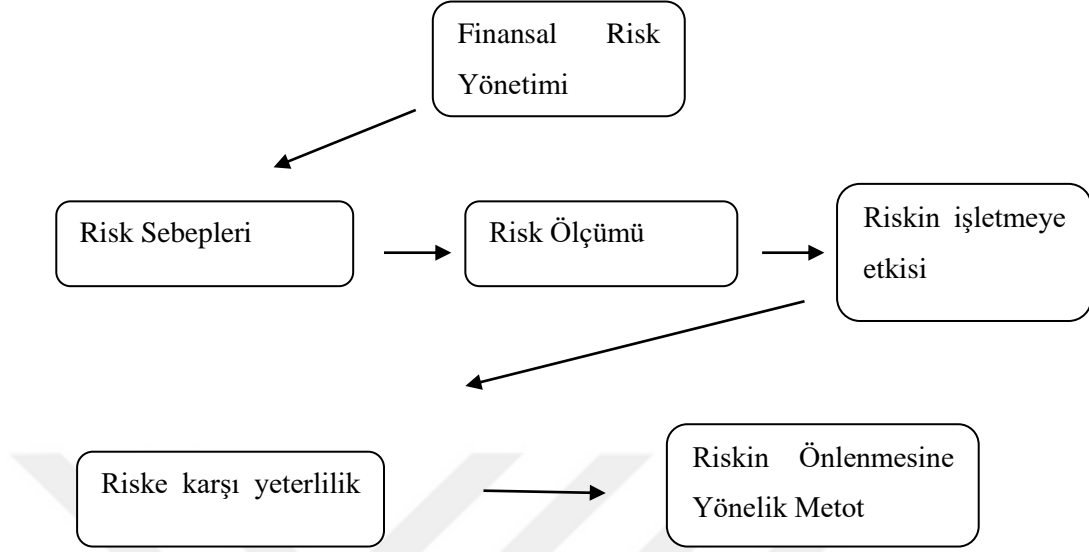 Finansal Risk
Yönetimi
Risk Sebepleri
Risk Ölçümü
Riskin işletmeye
etkisi
Riske karşı yeterlilik
Riskin Önlenmesine
Yönelik Metot